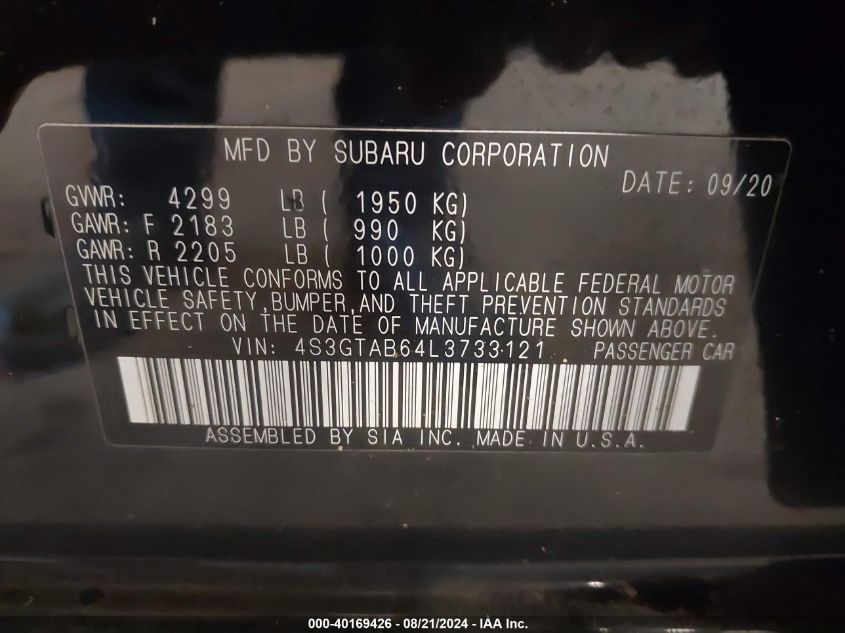 MFD BY SUBARU CORPORATION
DATE: 09/20
GVWR: 4299 LB ( 1950 KG)
GAWR: F 2183 LB ( 990 KG)
GAWR: R 2205 LB ( 1000 KG)
THIS VEHICLE CONFORMS TO ALL APPLICABLE FEDERAL MOTOR
VEHICLE SAFETY,BUMPER,AND THEFT PREVENTION STANDARDS
IN EFFECT ON THE DATE OF MANUFACTURE SHOWN ABOVE.
VIN: 4S3GTAB64L3733121 PASSENGER CAR
ASSEMBLED BY SIA INC. MADE IN U.S.A.
000-40169426 - 08/21/2024 - IAA Inc.